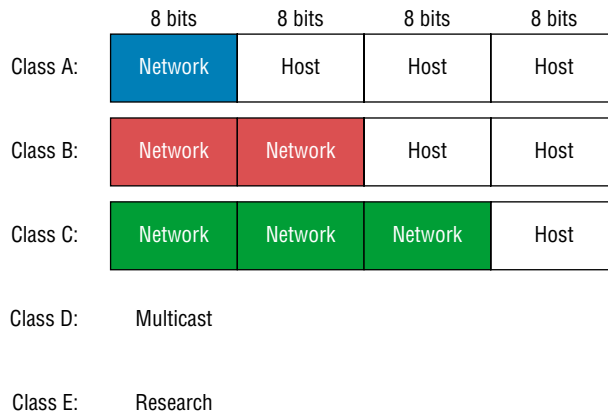 8 bits 8 bits 8 bits 8 bits
Class A: Network Host Host Host
Class B: Network Network Host Host
Class C: Network Network Network Host
Class D: Multicast
Class E: Research